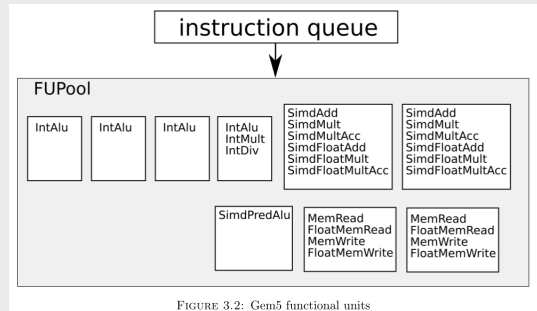 instruction queue
FUPool
IntAlu
IntAlu
IntAlu
IntAlu
IntMult
IntDiv
SimdAdd
SimdMult
SimdMultAcc
SimdFloatAdd
SimdFloatMult
SimdFloatMultAcc
SimdAdd
SimdMult
SimdMultAcc
SimdFloatAdd
SimdFloatMult
SimdFloatMultAcc
SimdPredAlu
MemRead
FloatMemRead
MemWrite
FloatMemWrite
MemRead
FloatMemRead
MemWrite
FloatMemWrite
FIGURE 3.2: Gem5 functional units